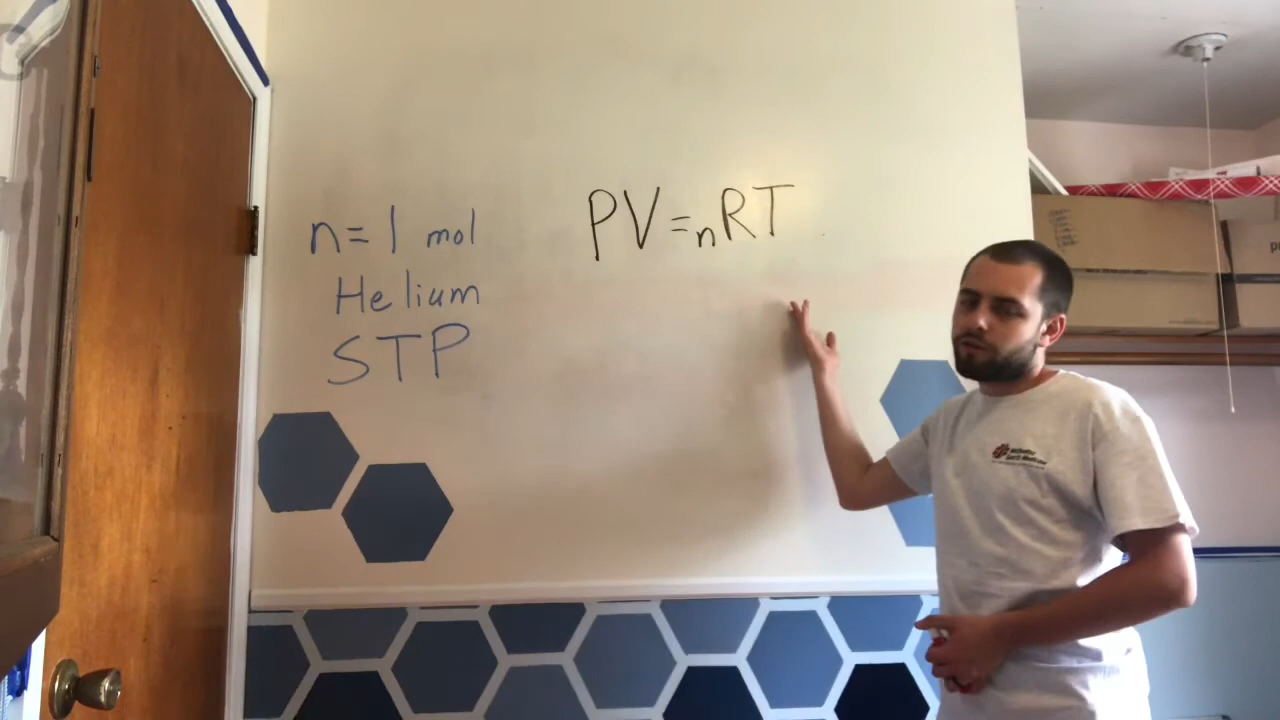 n = 1 mol
Helium
STP
PV = nRT